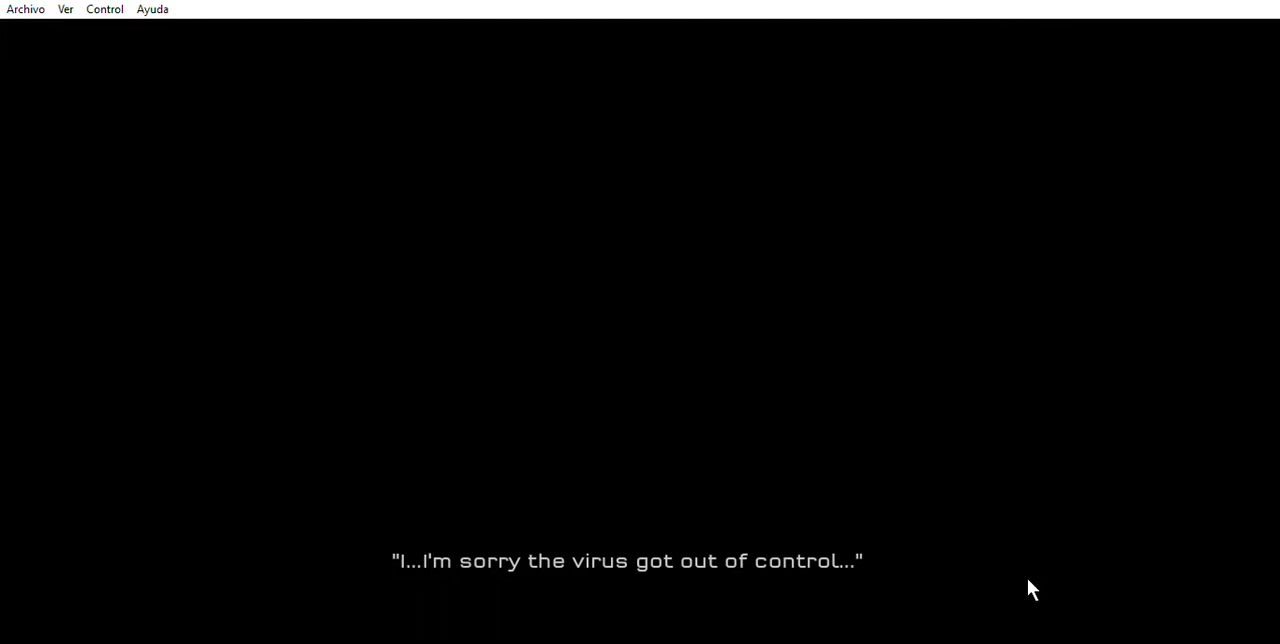 Archivo Ver Control Ayuda
"I...I'm sorry the virus got out of control..."